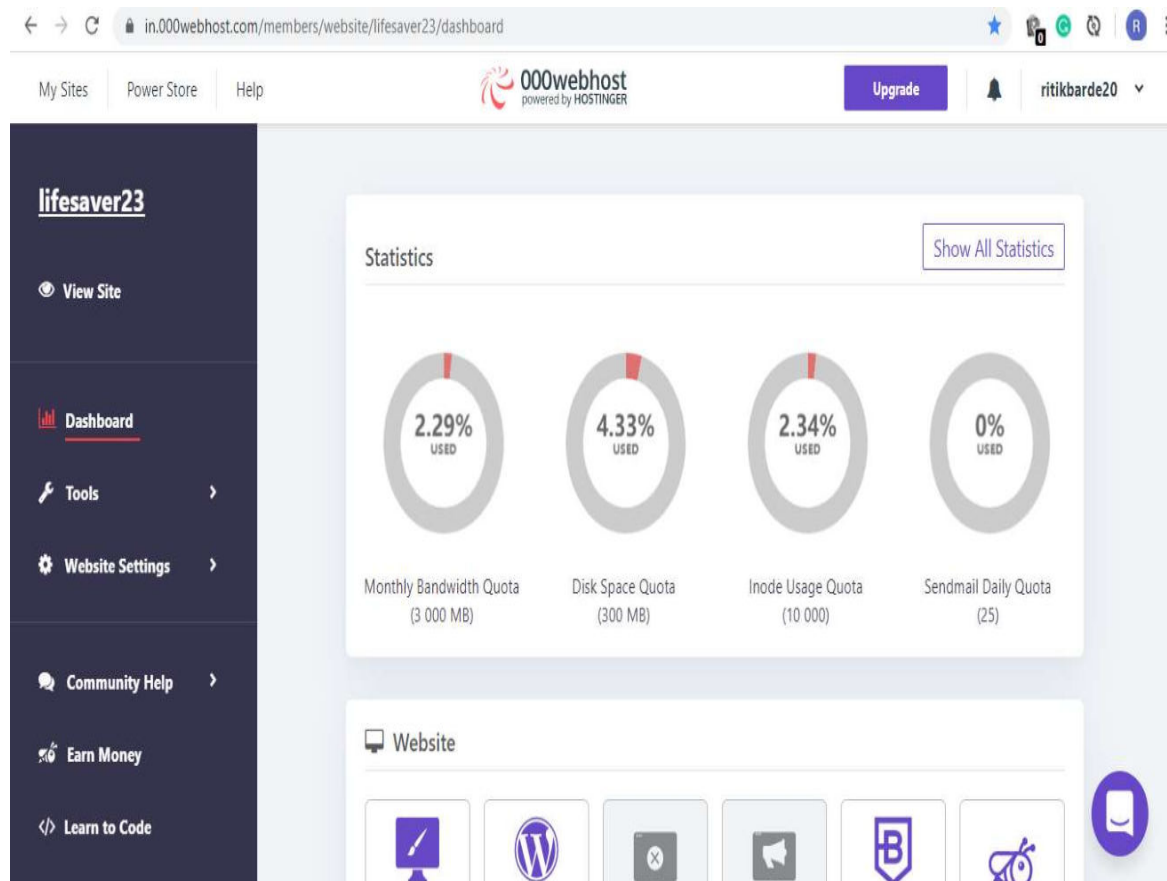 in.000webhost.com/members/website/lifesaver23/dashboard
0
G
R
My Sites Power Store Help
000webhost
powered by HOSTINGER
Upgrade
ritikbarde20
lifesaver23
View Site
Dashboard
Tools
Website Settings
Community Help
Earn Money
</> Learn to Code
Statistics
Show All Statistics
2.29%
USED
4.33%
USED
2.34%
USED
0%
USED
Monthly Bandwidth Quota
(3 000 MB)
Disk Space Quota
(300 MB)
Inode Usage Quota
(10 000)
Sendmail Daily Quota
(25)
Website
W
B